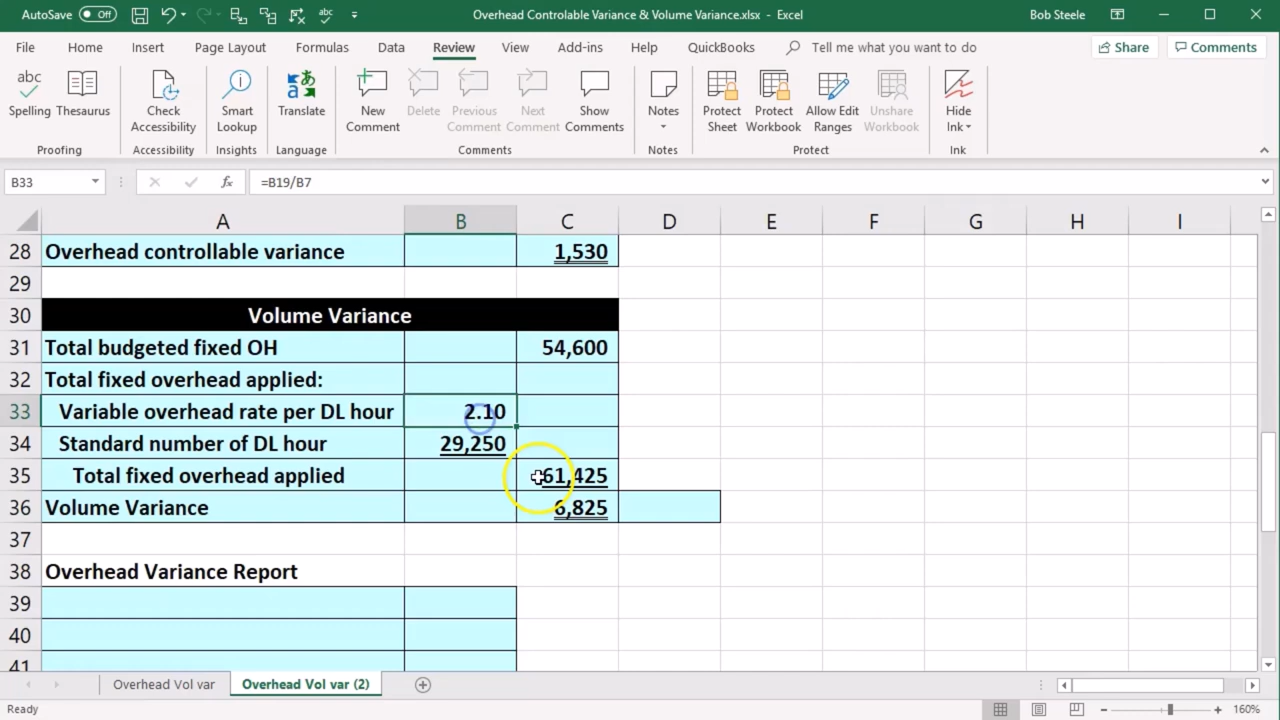 AutoSave Off Overhead Controlable Variance & Volume Variance.xlsx - Excel Bob Steele
File Home Insert Page Layout Formulas Data Review View Add-ins Help QuickBooks Tell me what you want to do Share Comments
abc
Spelling Thesaurus Check Accessibility Smart Lookup Translate New Comment Delete Previous Comment Next Comment Show Comments Notes Protect Sheet Protect Workbook Allow Edit Ranges Unshare Workbook Hide Ink
Proofing Accessibility Insights Language Comments Notes Protect Ink
B33 fx =B19/B7
A B C D E F G H I
28 Overhead controllable variance 1,530
29
30 Volume Variance
31 Total budgeted fixed OH 54,600
32 Total fixed overhead applied:
33 Variable overhead rate per DL hour 2.10
34 Standard number of DL hour 29,250
35 Total fixed overhead applied 61,425
36 Volume Variance 6,825
37
38 Overhead Variance Report
39
40
41
Overhead Vol var Overhead Vol var (2)
Ready 160%